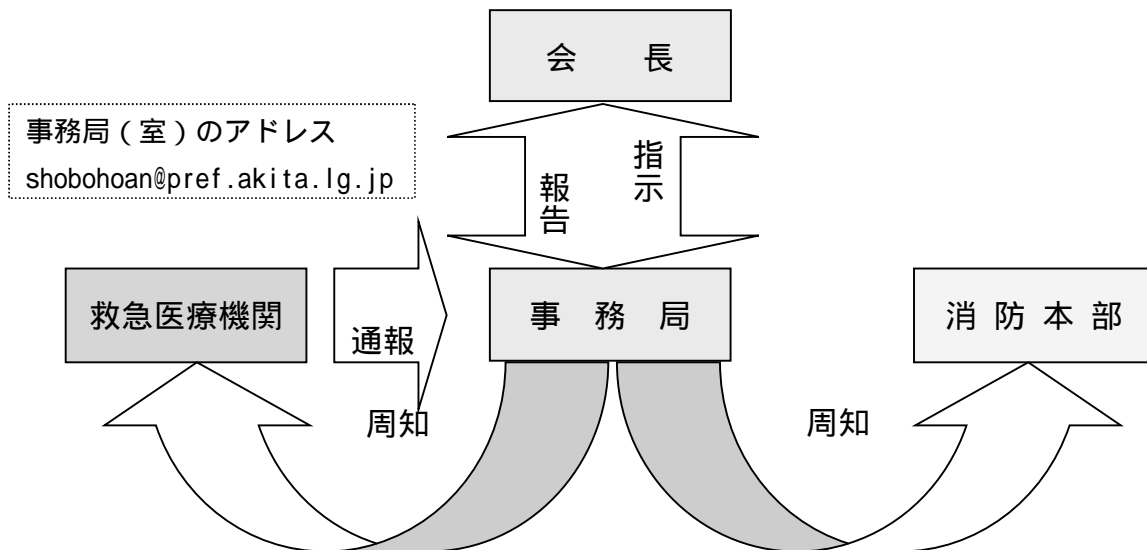 会　長
事務局（室）のアドレス
shobohoan@pref.akita.lg.jp
報告
指示
救急医療機関
通報
事　務　局
消 防 本 部
周知
周知